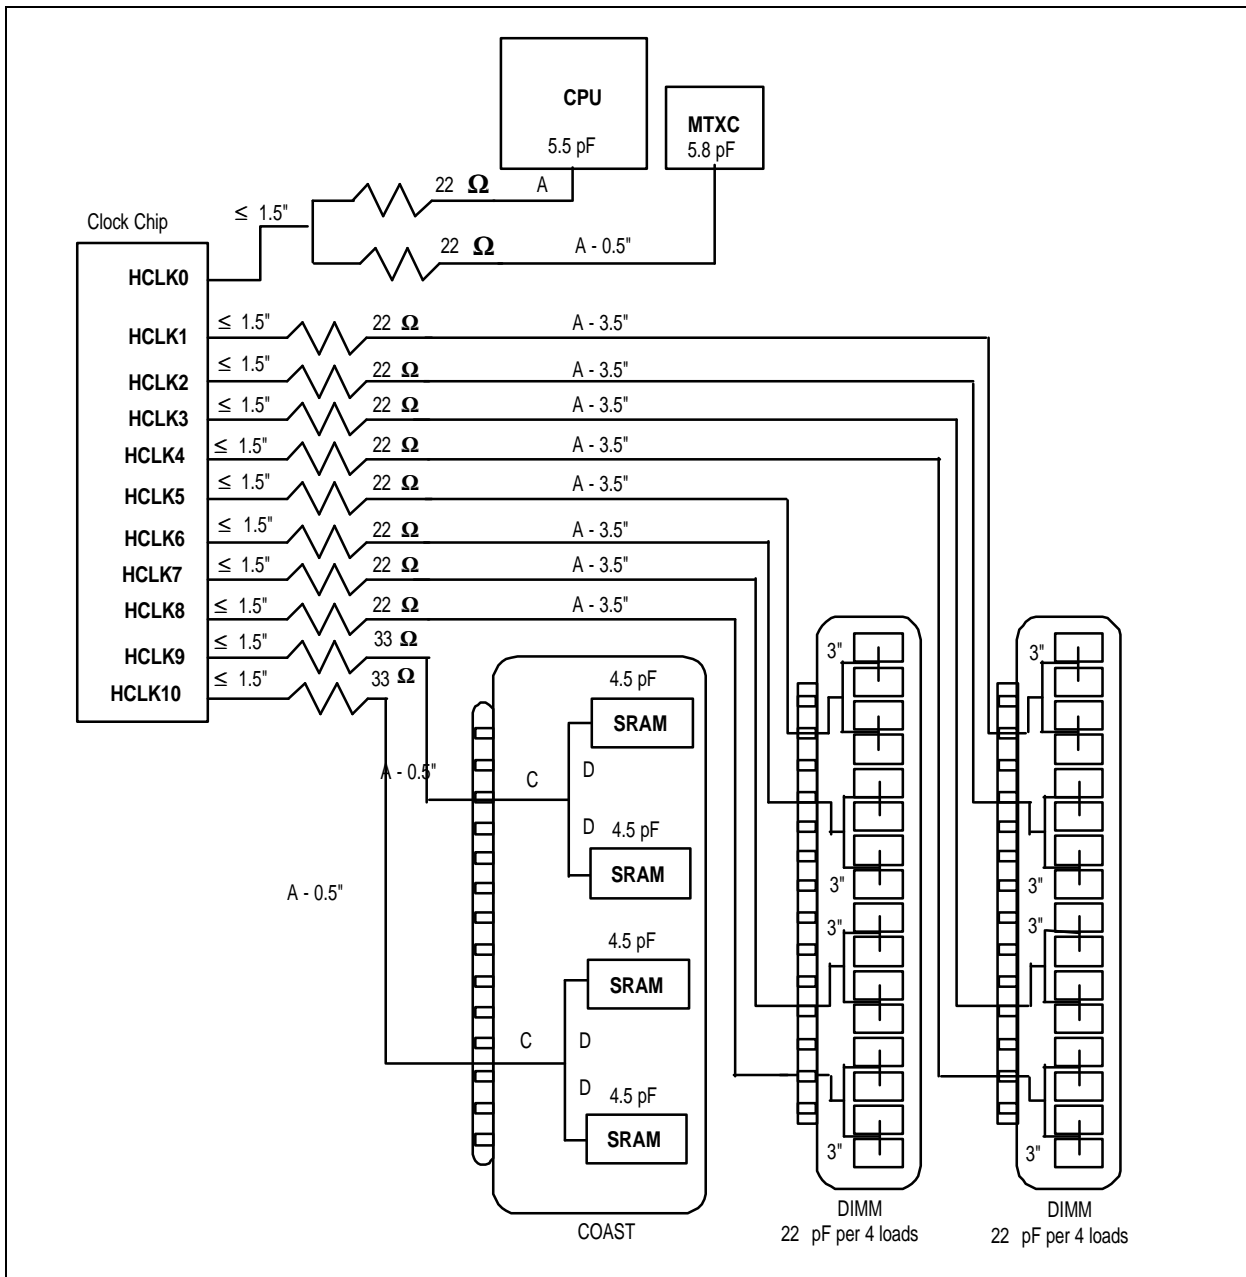 CPU
5.5 pF
MTXC
5.8 pF
22 Ω
A
≤ 1.5"
Clock Chip
22 Ω
A - 0.5"
HCLK0
≤ 1.5"
22 Ω
A - 3.5"
HCLK1
≤ 1.5"
22 Ω
A - 3.5"
HCLK2
≤ 1.5"
22 Ω
A - 3.5"
HCLK3
≤ 1.5"
22 Ω
A - 3.5"
HCLK4
≤ 1.5"
22 Ω
A - 3.5"
HCLK5
≤ 1.5"
22 Ω
A - 3.5"
HCLK6
≤ 1.5"
22 Ω
A - 3.5"
HCLK7
≤ 1.5"
22 Ω
A - 3.5"
HCLK8
≤ 1.5"
33 Ω
HCLK9
≤ 1.5"
33 Ω
HCLK10
A - 0.5"
A - 0.5"
4.5 pF
SRAM
C
D
D
4.5 pF
SRAM
4.5 pF
SRAM
C
D
D
4.5 pF
SRAM
COAST
3"
3"
3"
3"
DIMM
22 pF per 4 loads
3"
3"
3"
3"
DIMM
22 pF per 4 loads